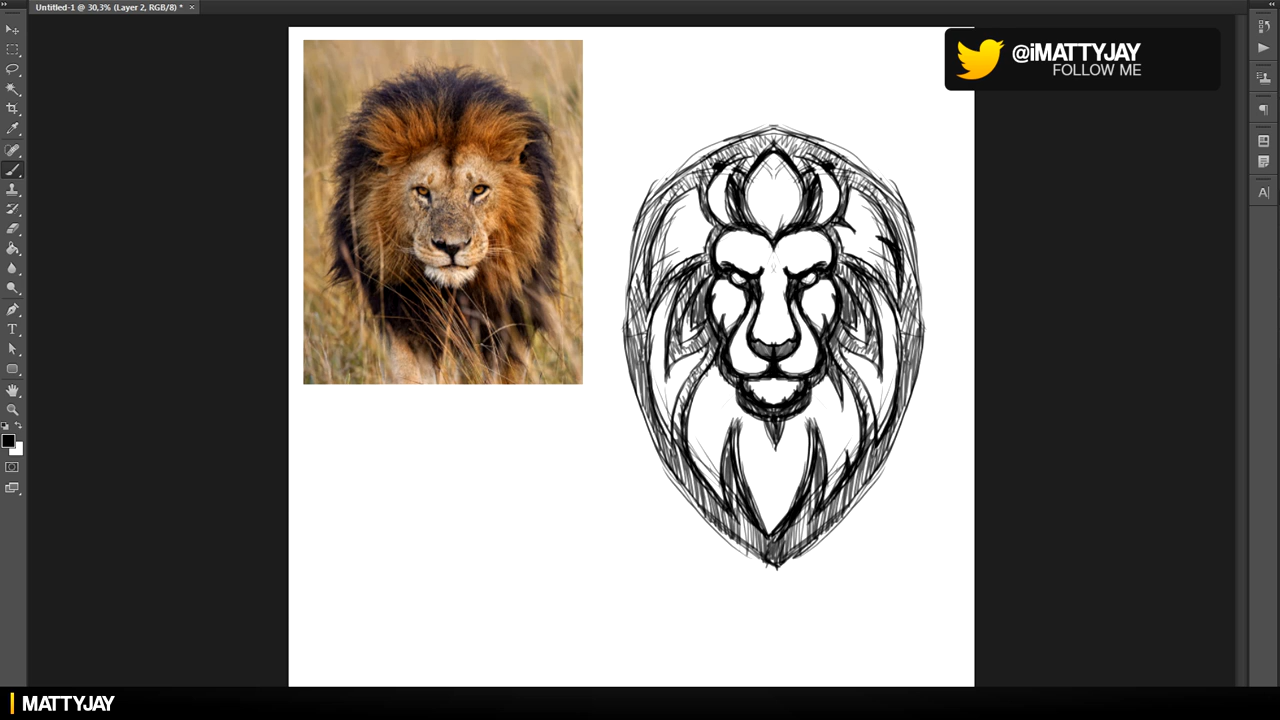 Untitled-1 @ 30,3% (Layer 2, RGB/8) *
@iMATTYJAY
FOLLOW ME
MATTYJAY